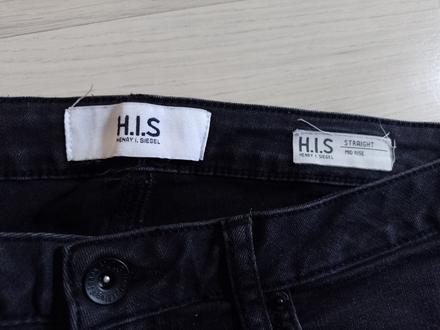 H.I.S
HENRY I. SIEGEL
H.I.S
HENRY I. SIEGEL
STRAIGHT
MID RISE